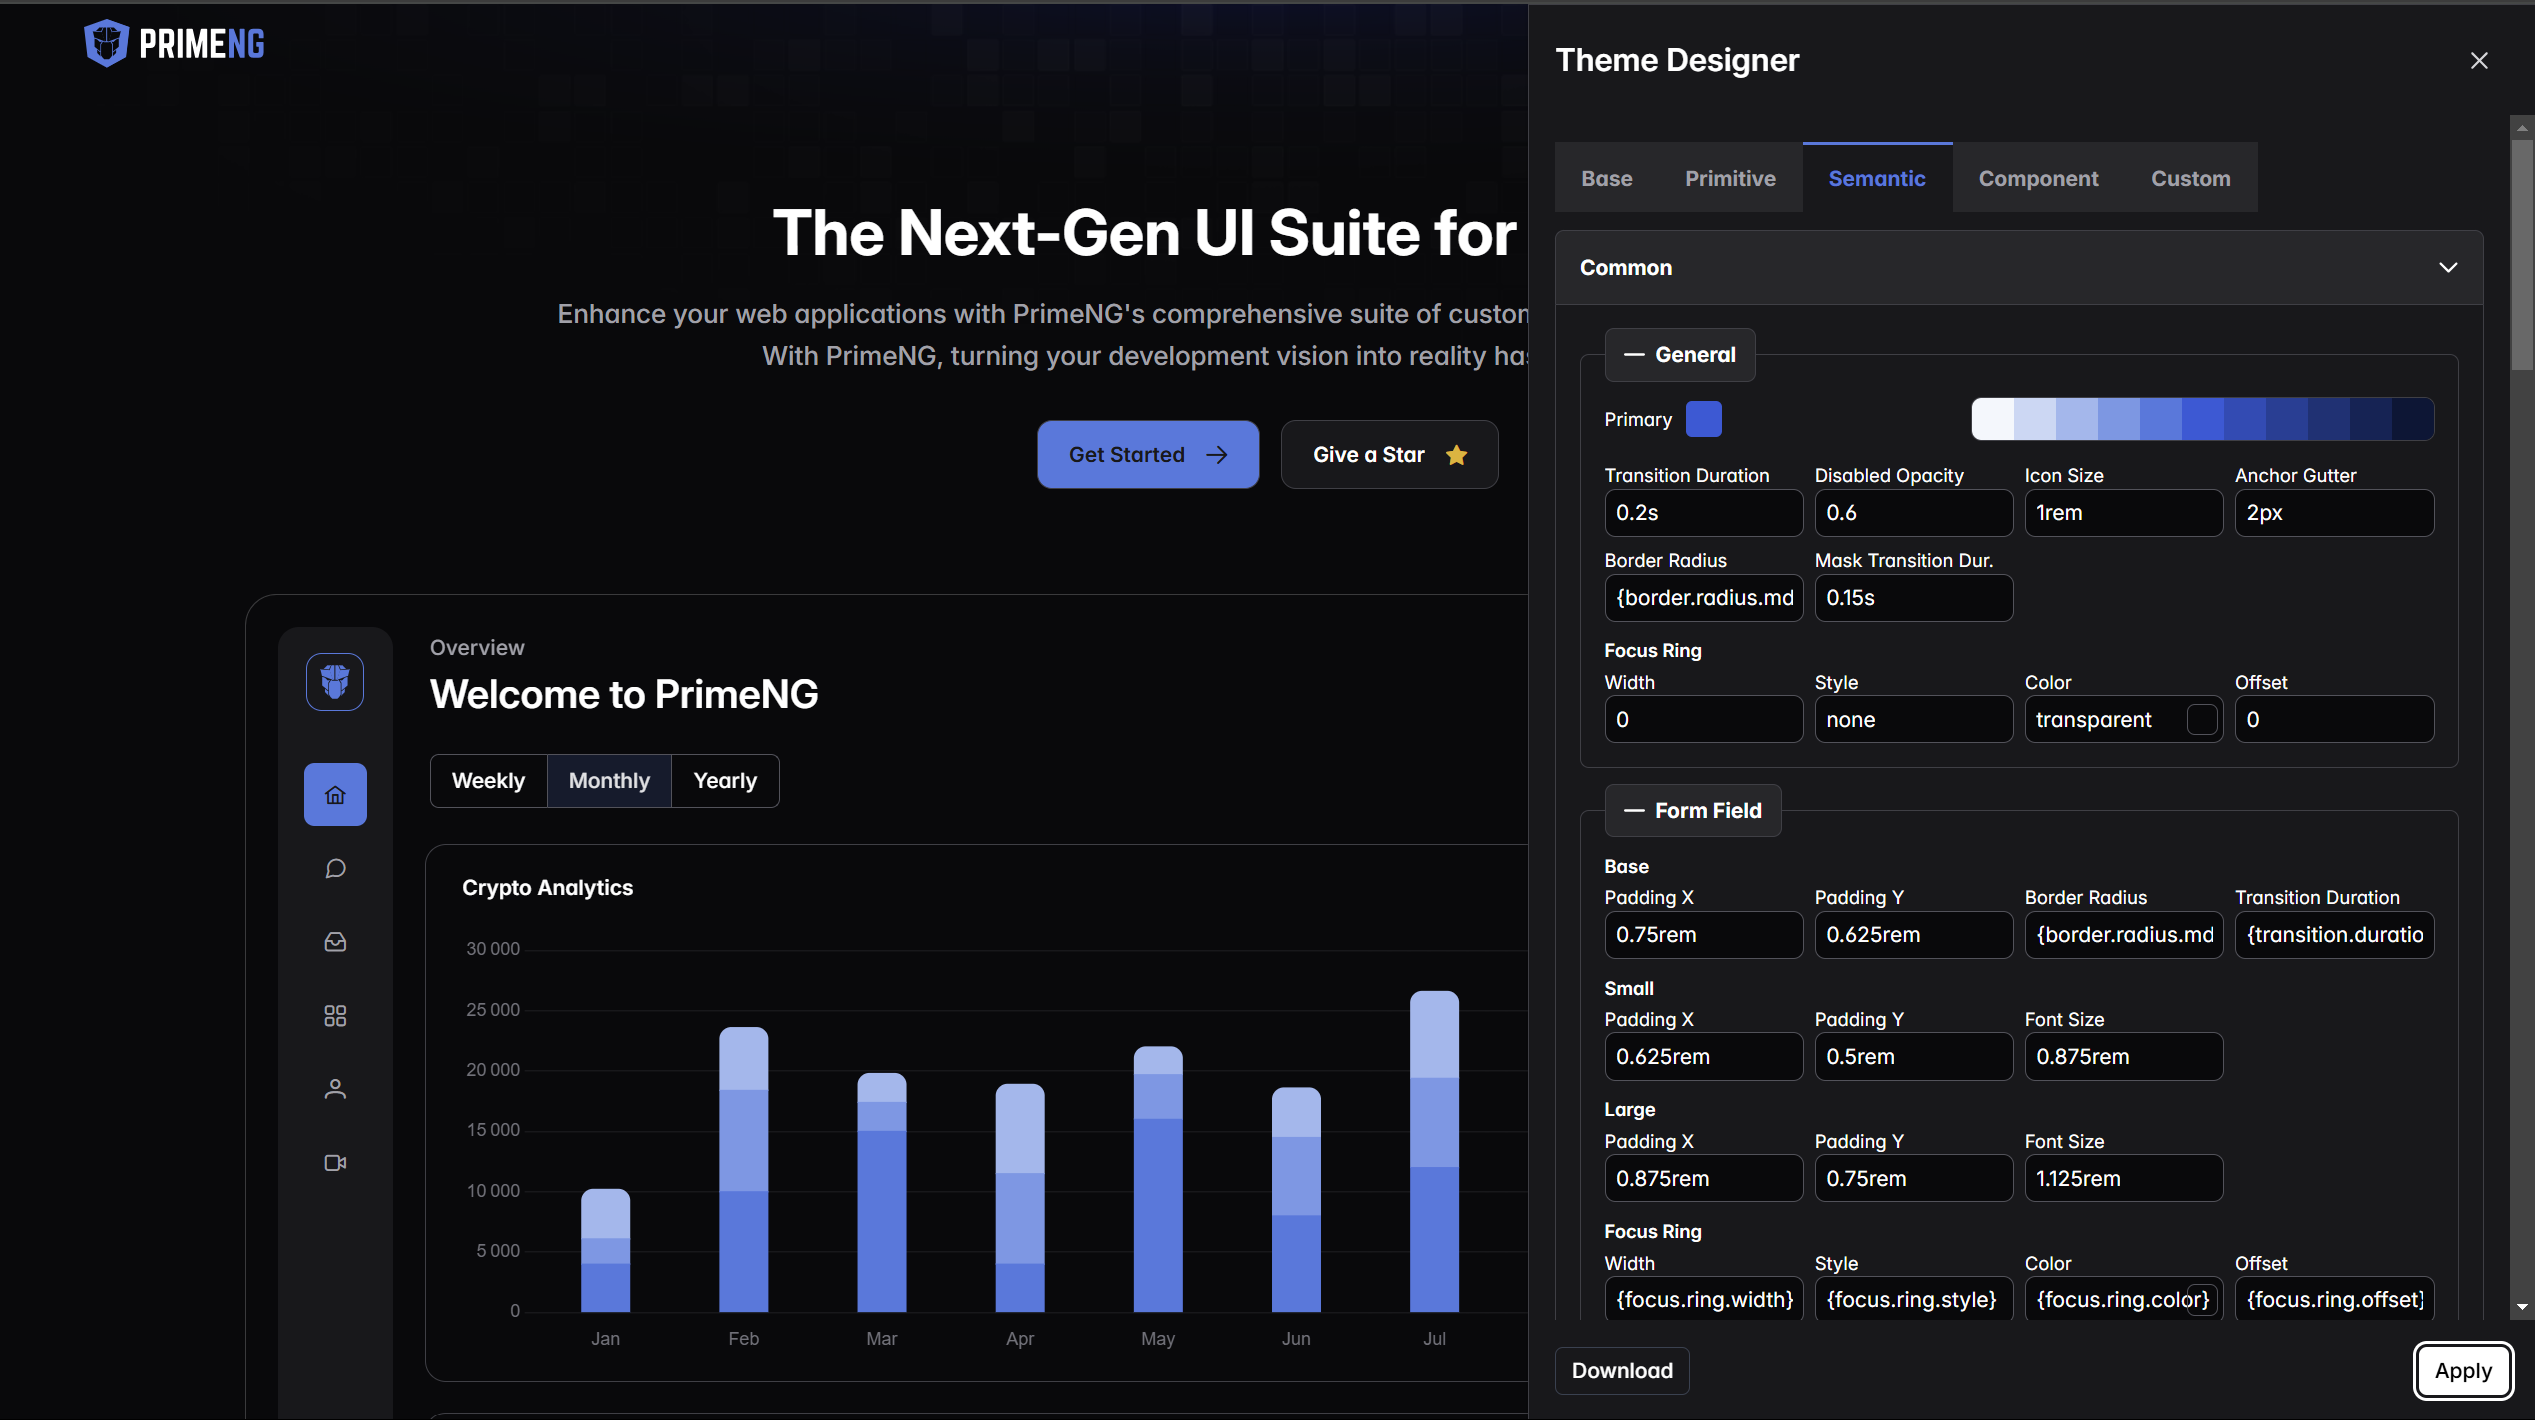 PRIMENG
The Next-Gen UI Suite for
Enhance your web applications with PrimeNG's comprehensive suite of custom
With PrimeNG, turning your development vision into reality has
Get Started
Give a Star
Overview
Welcome to PrimeNG
Weekly Monthly Yearly
Crypto Analytics
30 000
25 000
20 000
15 000
10 000
5 000
0
Jan Feb Mar Apr May Jun Jul
Theme Designer
Base Primitive Semantic Component Custom
Common
General
Primary
Transition Duration Disabled Opacity Icon Size Anchor Gutter
0.2s 0.6 1rem 2px
Border Radius Mask Transition Dur.
{border.radius.md 0.15s
Focus Ring
Width Style Color Offset
0 none transparent 0
Form Field
Base
Padding X Padding Y Border Radius Transition Duration
0.75rem 0.625rem {border.radius.md {transition.duratio
Small
Padding X Padding Y Font Size
0.625rem 0.5rem 0.875rem
Large
Padding X Padding Y Font Size
0.875rem 0.75rem 1.125rem
Focus Ring
Width Style Color Offset
{focus.ring.width} {focus.ring.style} {focus.ring.color} {focus.ring.offset}
Download
Apply